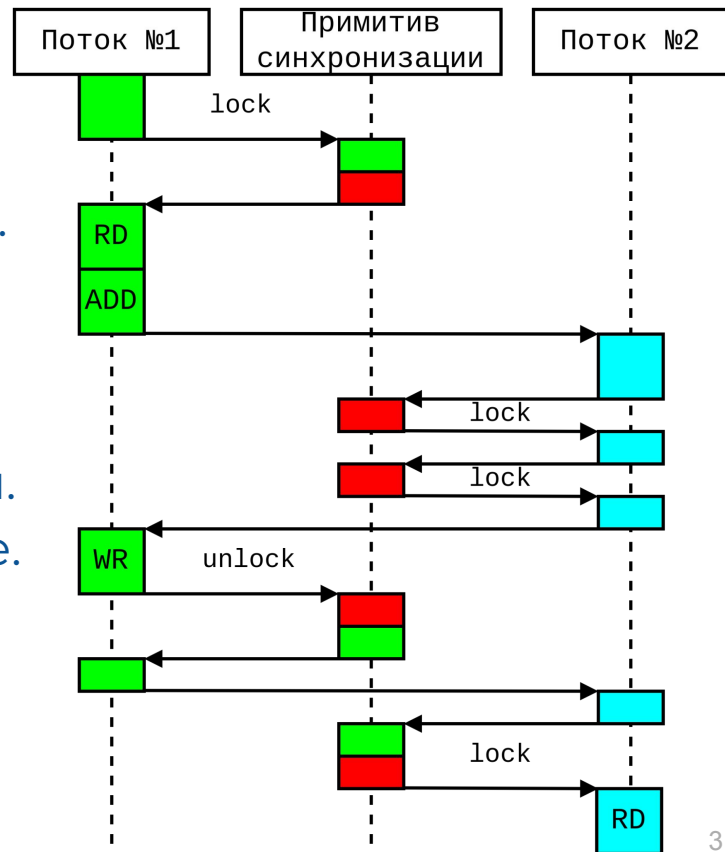 Поток №1
Примитив
синхронизации
Поток №2
lock
.
RD
ADD
lock
lock
.
е.
WR
unlock
lock
RD
3